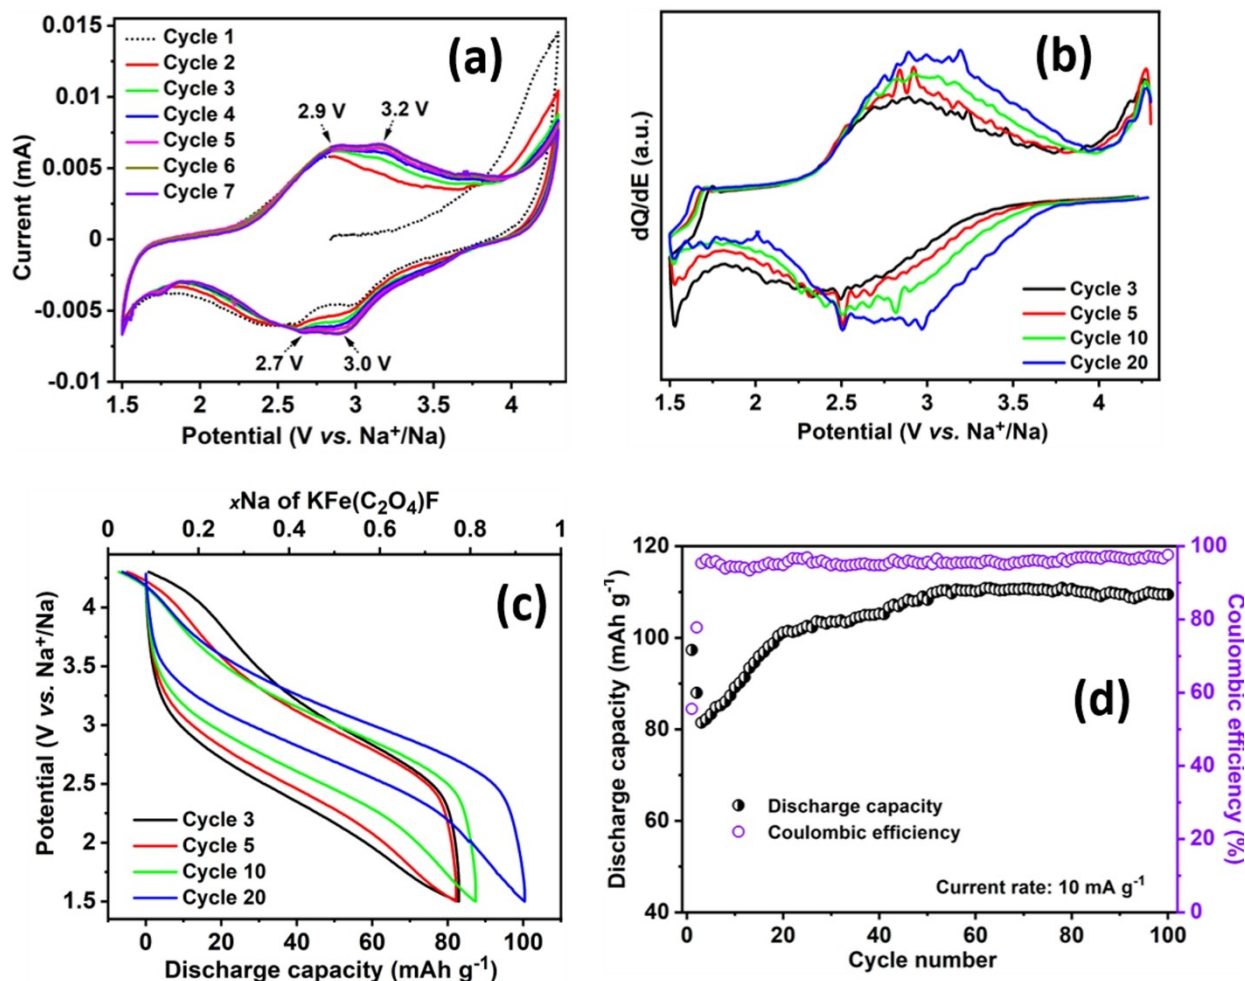 (a)
0.015
0.01
0.005
0
-0.005
-0.01
Current (mA)
Cycle 1
Cycle 2
Cycle 3
Cycle 4
Cycle 5
Cycle 6
Cycle 7
2.9 V
3.2 V
2.7 V
3.0 V
1.5 2 2.5 3 3.5 4
Potential (V vs. Na⁺/Na)
(b)
dQ/dE (a.u.)
Cycle 3
Cycle 5
Cycle 10
Cycle 20
1.5 2 2.5 3 3.5 4
Potential (V vs. Na⁺/Na)
xNa of KFe(C₂O₄)F
0 0.2 0.4 0.6 0.8 1
(c)
4
3.5
3.0
2.5
2.0
1.5
Potential (V vs. Na⁺/Na)
Cycle 3
Cycle 5
Cycle 10
Cycle 20
0 20 40 60 80 100
Discharge capacity (mAh g⁻¹)
120
100
80
60
40
Discharge capacity (mAh g⁻¹)
(d)
Discharge capacity
Coulombic efficiency
Current rate: 10 mA g⁻¹
100
80
60
40
20
0
Coulombic efficiency (%)
0 20 40 60 80 100
Cycle number